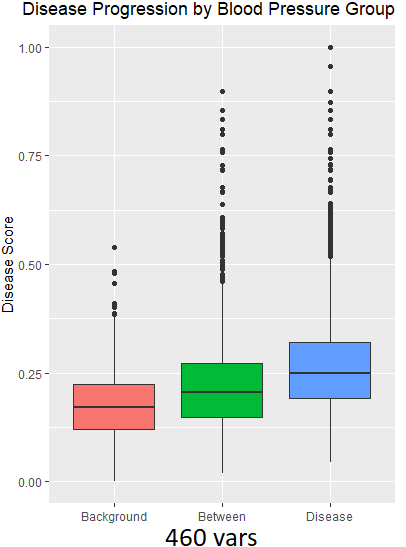 Disease Progression by Blood Pressure Group
Disease Score
1.00
0.75
0.50
0.25
0.00
Background Between Disease
460 vars